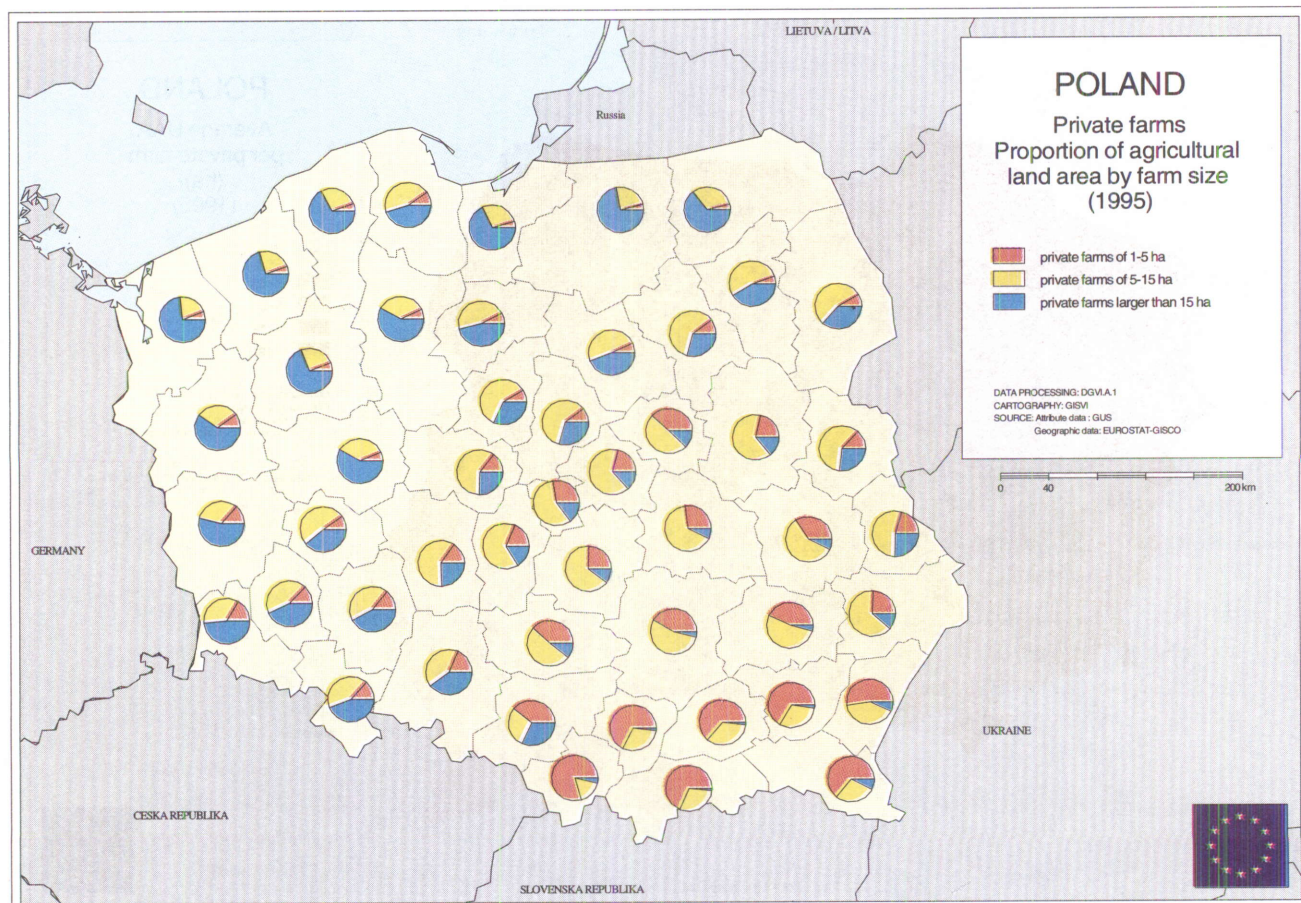 LIETUVA / LITVA
Russia
POLAND
Private farms
Proportion of agricultural
land area by farm size
(1995)
private farms of 1-5 ha
private farms of 5-15 ha
private farms larger than 15 ha
DATA PROCESSING: DGVI.A.1
CARTOGRAPHY: GISVI
SOURCE: Attribute data : GUS
Geographic data: EUROSTAT-GISCO
0 40 200 km
GERMANY
UKRAINE
CESKA REPUBLIKA
SLOVENSKA REPUBLIKA